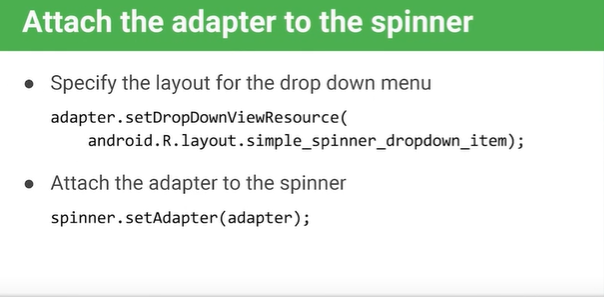 Attach the adapter to the spinner
● Specify the layout for the drop down menu
adapter.setDropDownViewResource(
    android.R.layout.simple_spinner_dropdown_item);
● Attach the adapter to the spinner
spinner.setAdapter(adapter);